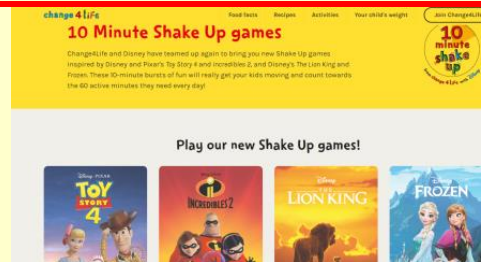 change 4 Life
Food facts Recipes Activities Your child's weight Join Change4Life
10 Minute Shake Up games
10
minute
shake
up
Change4Life and Disney have teamed up again to bring you new Shake Up games
inspired by Disney and Pixar's Toy Story 4 and Incredibles 2, and Disney's The Lion King and
Frozen. These 10-minute bursts of fun will really get your kids moving and count towards
the 60 active minutes they need every day!
Play our new Shake Up games!
Disney · PIXAR
TOY
STORY
4
INCREDIBLES 2
Disney
THE
LION KING
Disney
FROZEN